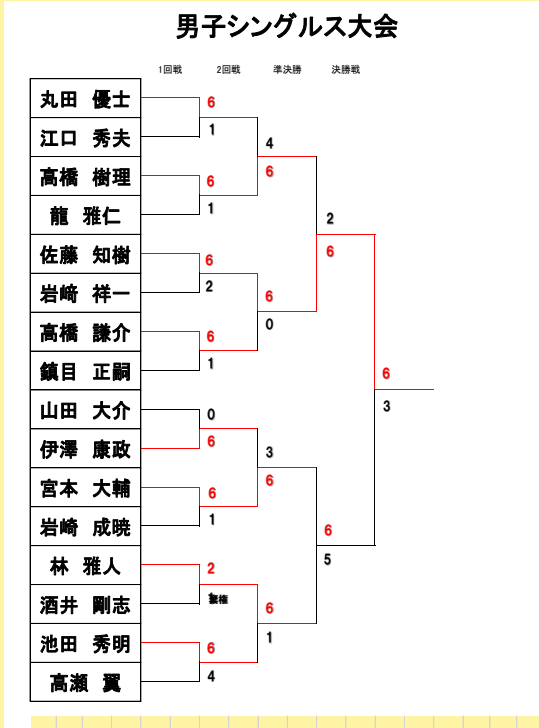 男子シングルス大会
1回戦 2回戦 準決勝 決勝戦
丸田 優士
6
江口 秀夫
1
4
高橋 樹理
6
6
龍 雅仁
1
2
佐藤 知樹
6
6
岩﨑 祥一
2
6
高橋 謙介
6
0
鎮目 正嗣
1
6
山田 大介
0
3
伊澤 康政
6
3
宮本 大輔
6
6
岩崎 成暁
1
6
林 雅人
2
5
酒井 剛志
棄権
6
池田 秀明
6
1
高瀬 翼
4